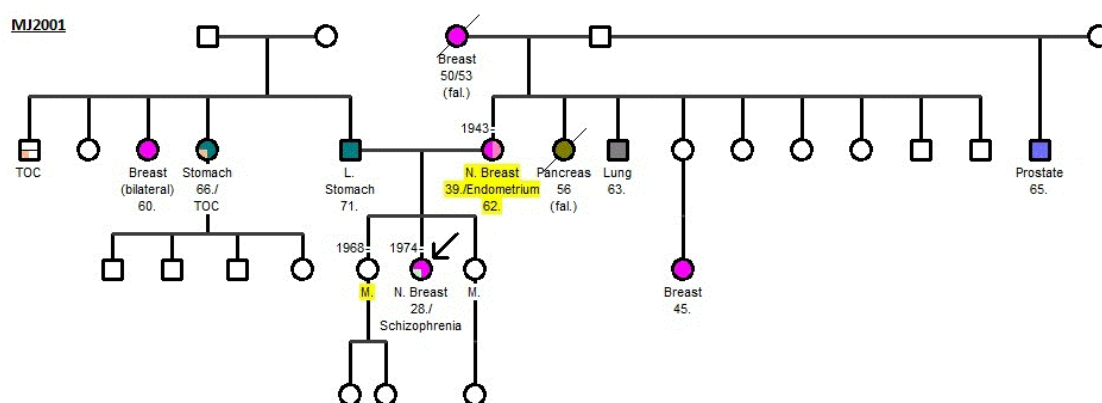 MJ2001
Breast
50/53
(fal.)
1943
TOC
Breast
(bilateral)
60.
Stomach
66./
TOC
L.
Stomach
71.
N. Breast
39./Endometrium
62.
Pancreas
56
(fal.)
Lung
63.
Prostate
65.
1968
1974
M.
N. Breast
28./
Schizophrenia
M.
Breast
45.